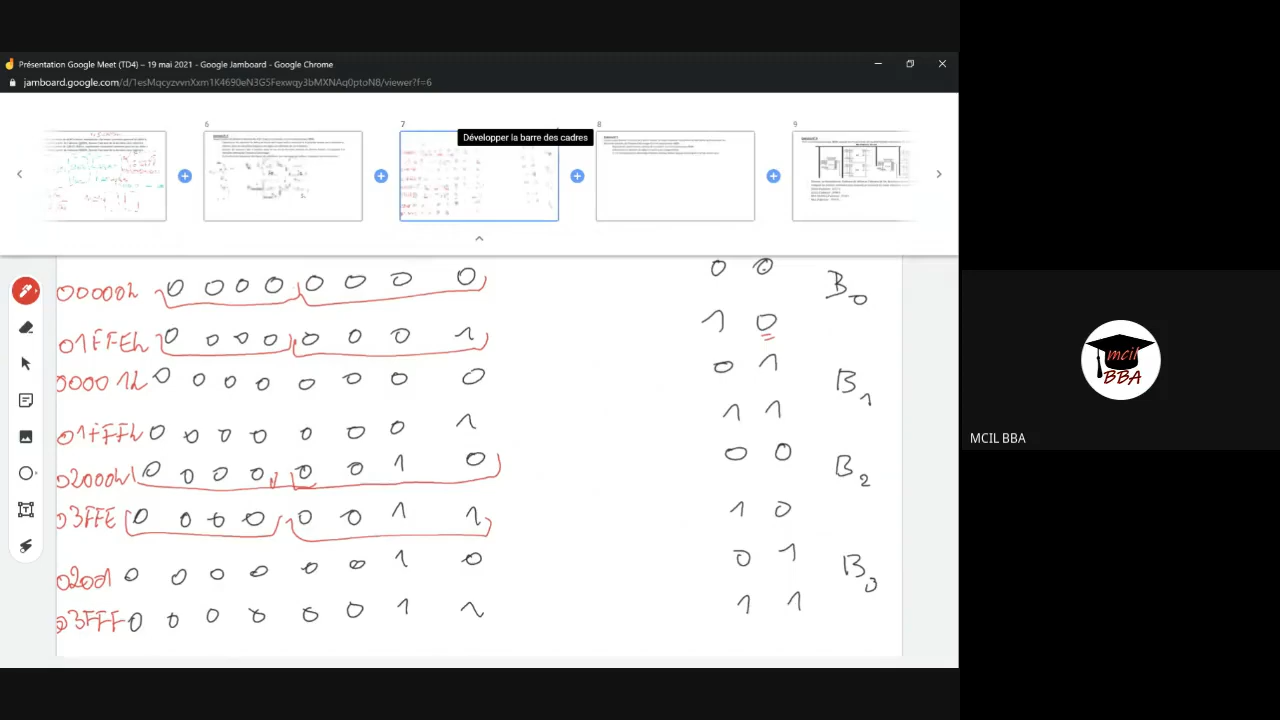 Présentation Google Meet (TD4) – 19 mai 2021 - Google Jamboard - Google Chrome
jamboard.google.com/d/1esMqcyzvvnXxm1K4690eN3G5Fexwqy3bMXNAq0ptoN8/viewer?f=6
6
7
8
9
Développer la barre des cadres
00000h 0 0 0 0 0 0 0 0 0 0 B0
01FFEh 0 0 0 0 0 0 0 1 1 0
00001h 0 0 0 0 0 0 0 0 0 1 B1
01FFFh 0 0 0 0 0 0 0 1 1 1
02000h 0 0 0 0 0 0 1 0 0 0 B2
03FFE 0 0 0 0 0 0 1 1 1 0
02001 0 0 0 0 0 0 1 0 0 1 B3
03FFF 0 0 0 0 0 0 1 1 1 1
mcil
BBA
MCIL BBA